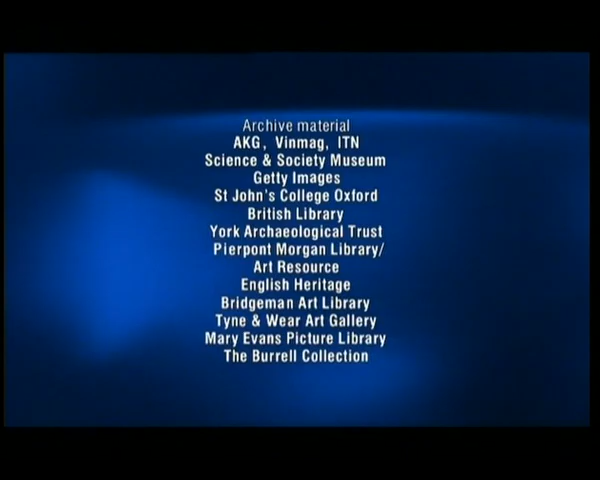 Archive material
AKG, Vinmag, ITN
Science & Society Museum
Getty Images
St John's College Oxford
British Library
York Archaeological Trust
Pierpont Morgan Library/
Art Resource
English Heritage
Bridgeman Art Library
Tyne & Wear Art Gallery
Mary Evans Picture Library
The Burrell Collection